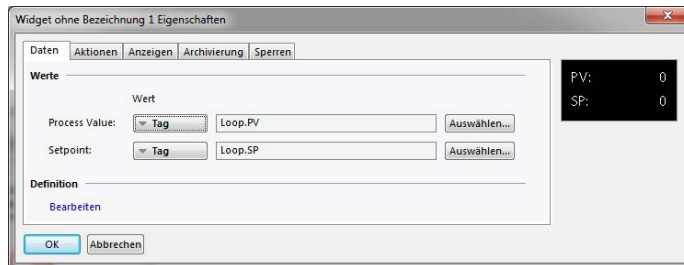 Widget ohne Bezeichnung 1 Eigenschaften
Daten Aktionen Anzeigen Archivierung Sperren
Werte
Wert
Process Value: Tag Loop.PV Auswählen...
Setpoint: Tag Loop.SP Auswählen...
Definition
Bearbeiten
OK Abbrechen
PV: 0
SP: 0